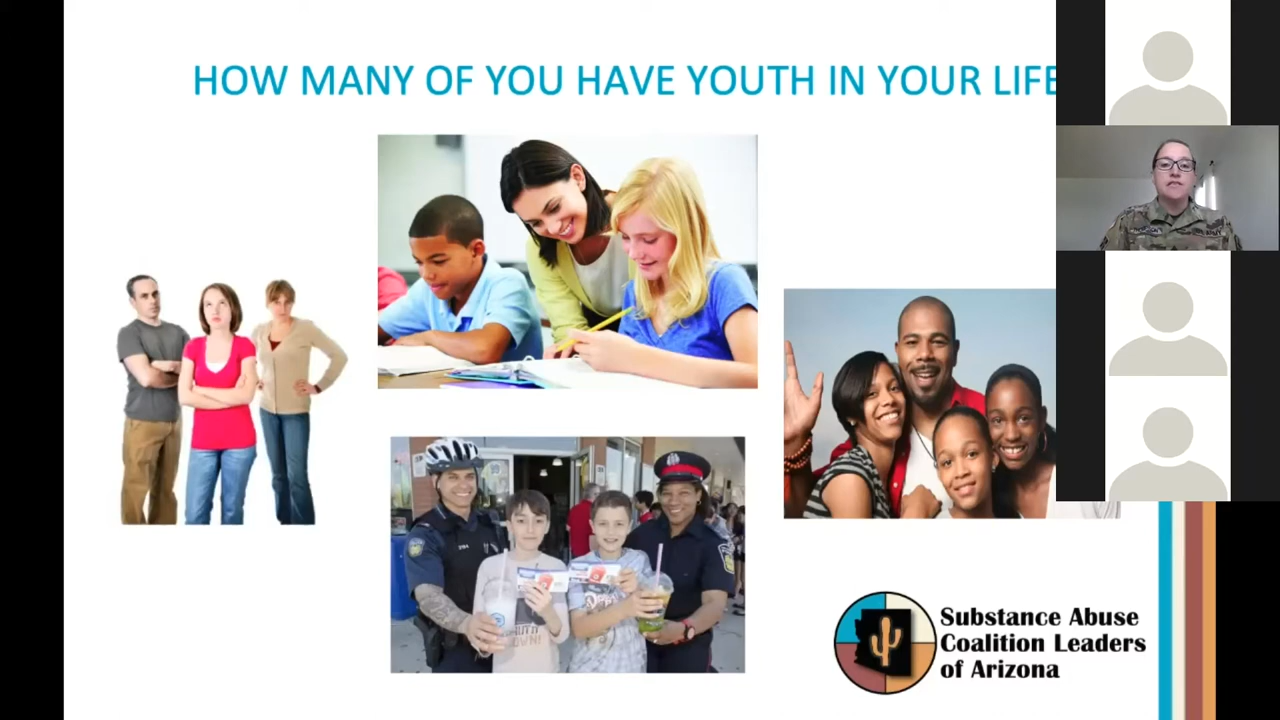 HOW MANY OF YOU HAVE YOUTH IN YOUR LIFE
Substance Abuse
Coalition Leaders
of Arizona